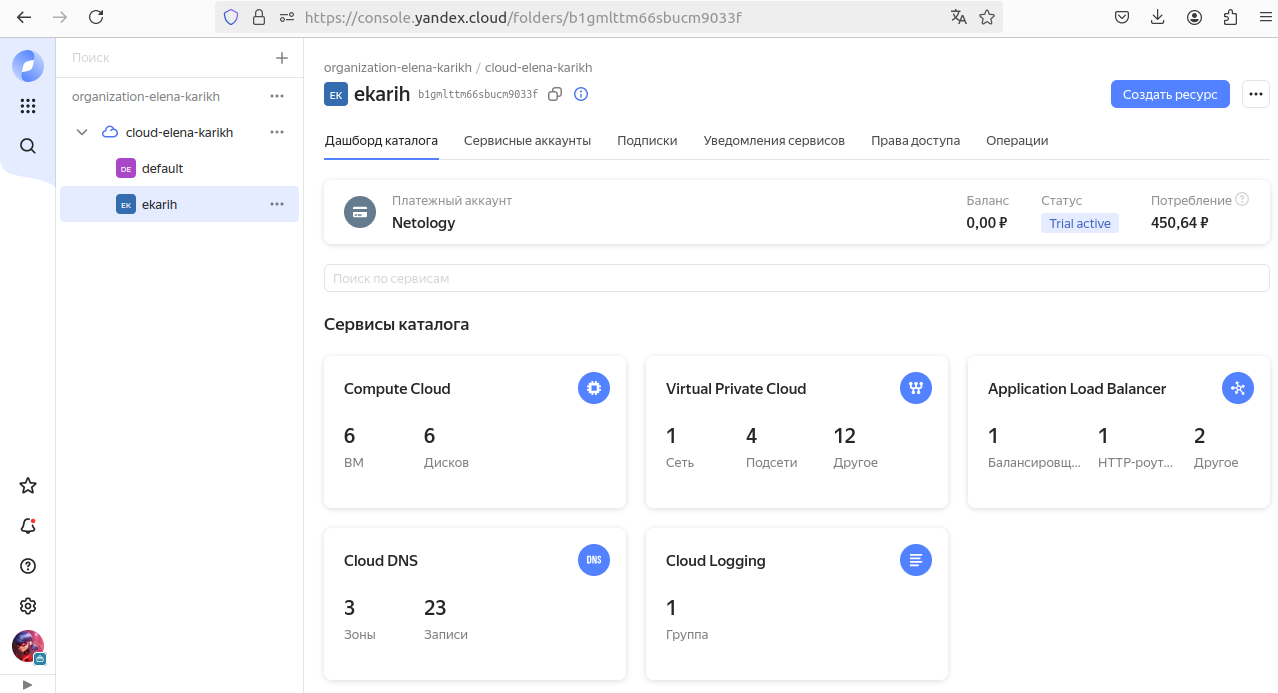 https://console.yandex.cloud/folders/b1gmlttm66sbucm9033f
Поиск
organization-elena-karikh
cloud-elena-karikh
DE default
EK ekarih
organization-elena-karikh / cloud-elena-karikh
EK ekarih b1gmlttm66sbucm9033f
Создать ресурс
Дашборд каталога Сервисные аккаунты Подписки Уведомления сервисов Права доступа Операции
Платежный аккаунт
Netology
Баланс
0,00 ₽
Статус
Trial active
Потребление
450,64 ₽
Поиск по сервисам
Сервисы каталога
Compute Cloud
6 6
ВМ Дисков
Virtual Private Cloud
1 4 12
Сеть Подсети Другое
Application Load Balancer
1 1 2
Балансировщ... HTTP-роут... Другое
Cloud DNS
DNS
3 23
Зоны Записи
Cloud Logging
1
Группа